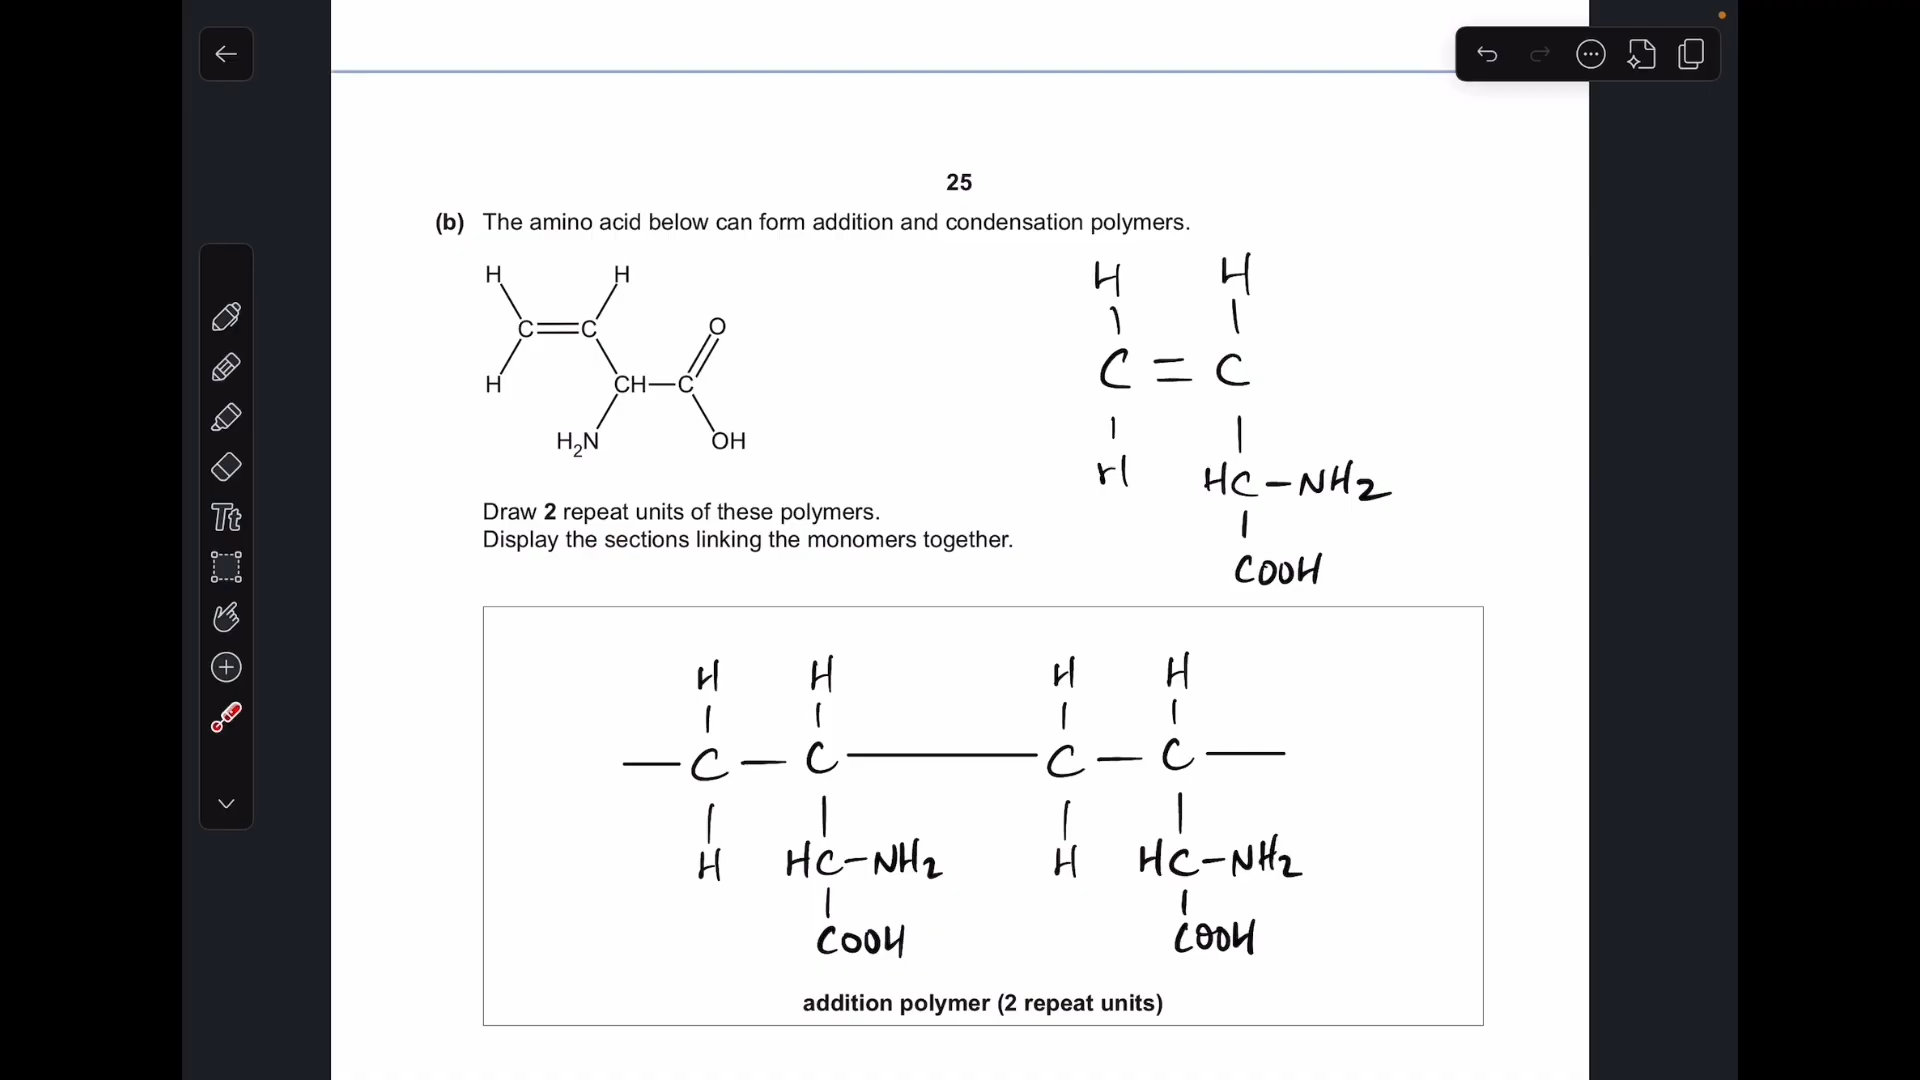 25
(b) The amino acid below can form addition and condensation polymers.
H H
C=C
O
H CH—C
H₂N OH
H H
C = C
H HC-NH2
COOH
Draw 2 repeat units of these polymers.
Display the sections linking the monomers together.
H H H H
— C — C — C — C —
H HC-NH2 H HC-NH2
COOH COOH
addition polymer (2 repeat units)
Tt